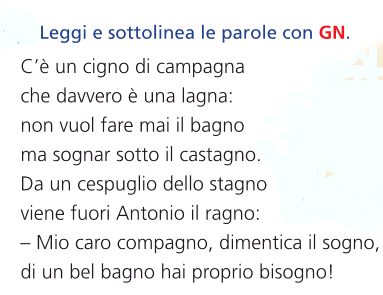 Leggi e sottolinea le parole con GN.
C’è un cigno di campagna
che davvero è una lagna:
non vuol fare mai il bagno
ma sognar sotto il castagno.
Da un cespuglio dello stagno
viene fuori Antonio il ragno:
– Mio caro compagno, dimentica il sogno,
di un bel bagno hai proprio bisogno!